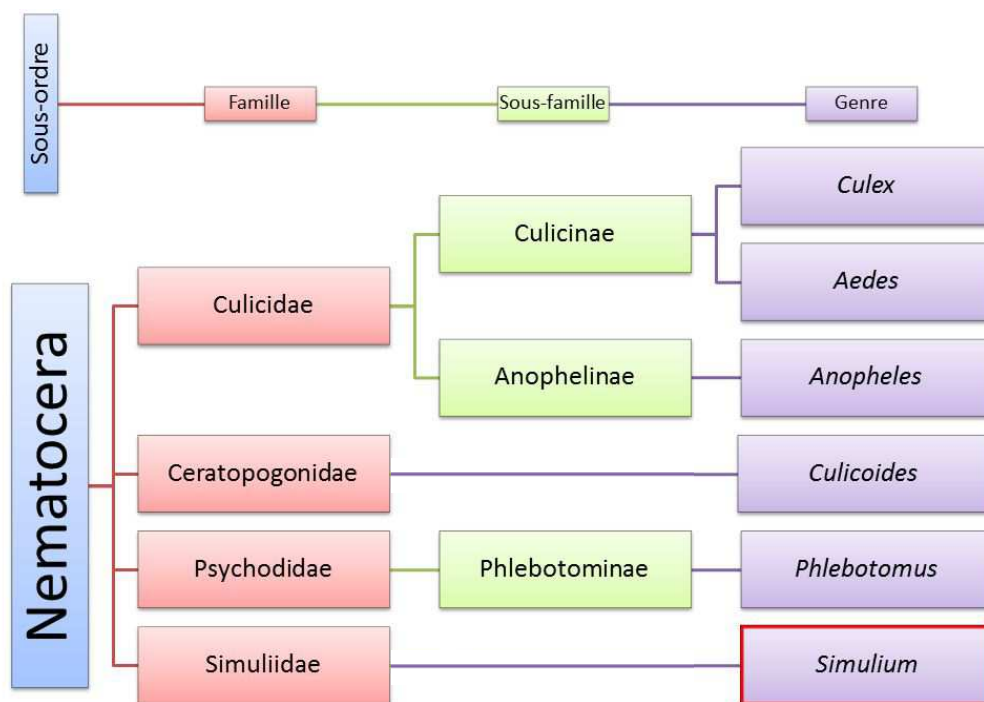 Sous-ordre
Famille
Sous-famille
Genre
Nematocera
Culicidae
Culicinae
Culex
Aedes
Anophelinae
Anopheles
Ceratopogonidae
Culicoides
Psychodidae
Phlebotominae
Phlebotomus
Simuliidae
Simulium